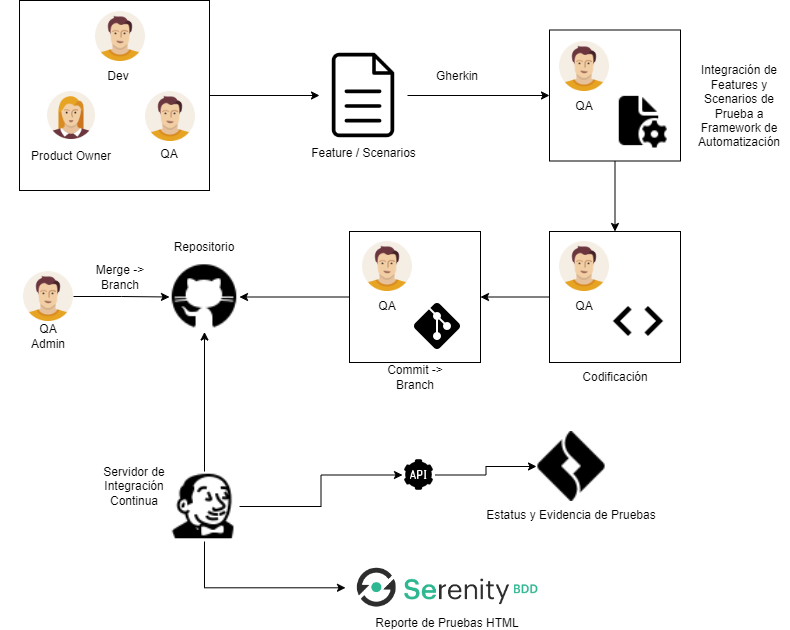 Dev
Product Owner
QA
Feature / Scenarios
Gherkin
QA
Integración de
Features y
Scenarios de
Prueba a
Framework de
Automatización
QA
Codificación
QA
Commit ->
Branch
Repositorio
Merge ->
Branch
QA
Admin
Servidor de
Integración
Continua
API
Estatus y Evidencia de Pruebas
Serenity BDD
Reporte de Pruebas HTML